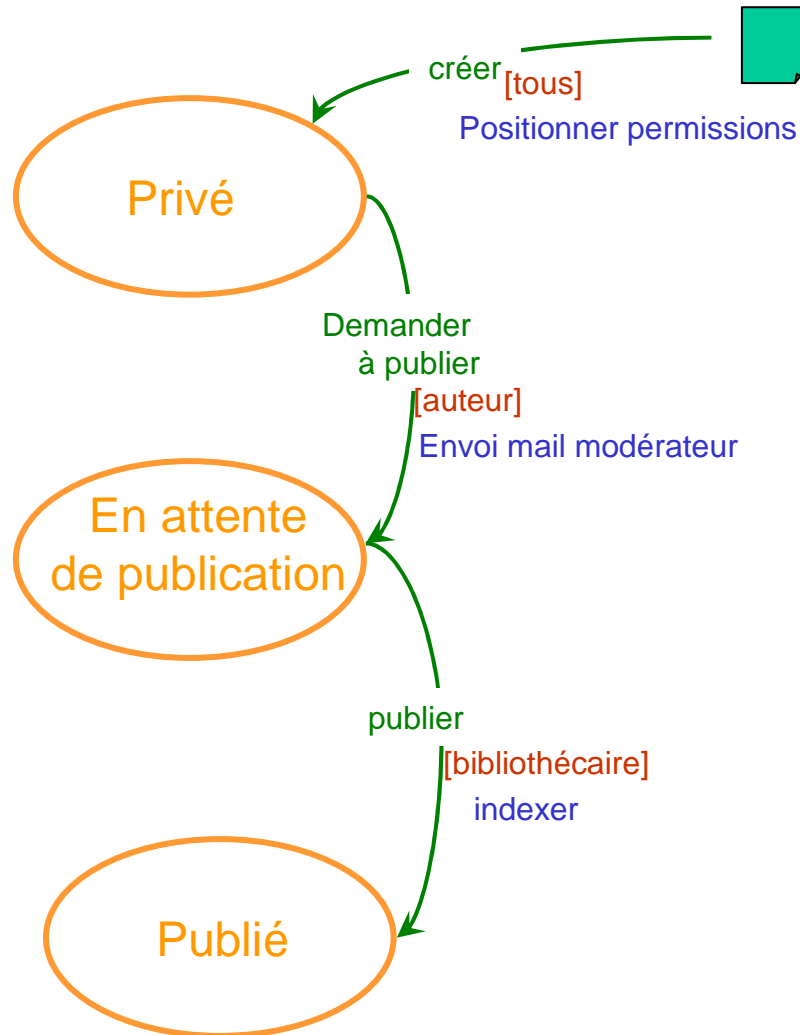 créer
[tous]
Positionner permissions
Privé
Demander
à publier
[auteur]
Envoi mail modérateur
En attente
de publication
publier
[bibliothécaire]
indexer
Publié